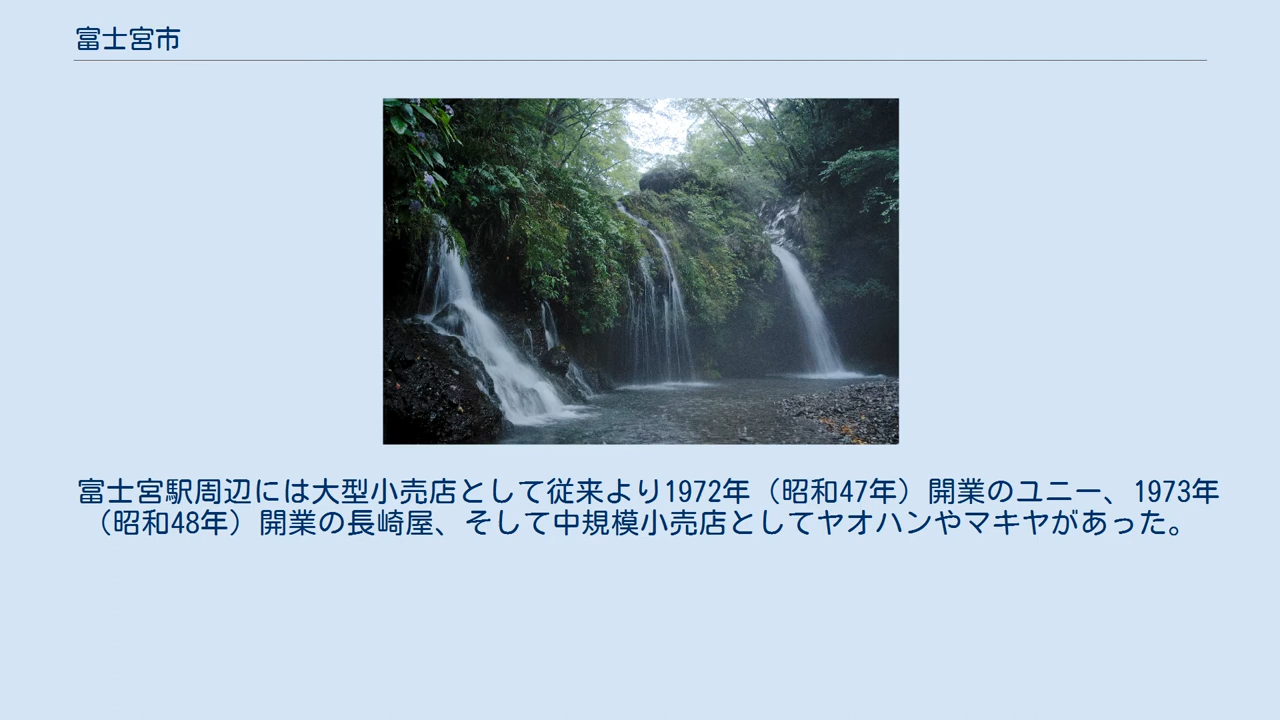 富士宮市
富士宮駅周辺には大型小売店として従来より1972年（昭和47年）開業のユニー、1973年
（昭和48年）開業の長崎屋、そして中規模小売店としてヤオハンやマキヤがあった。